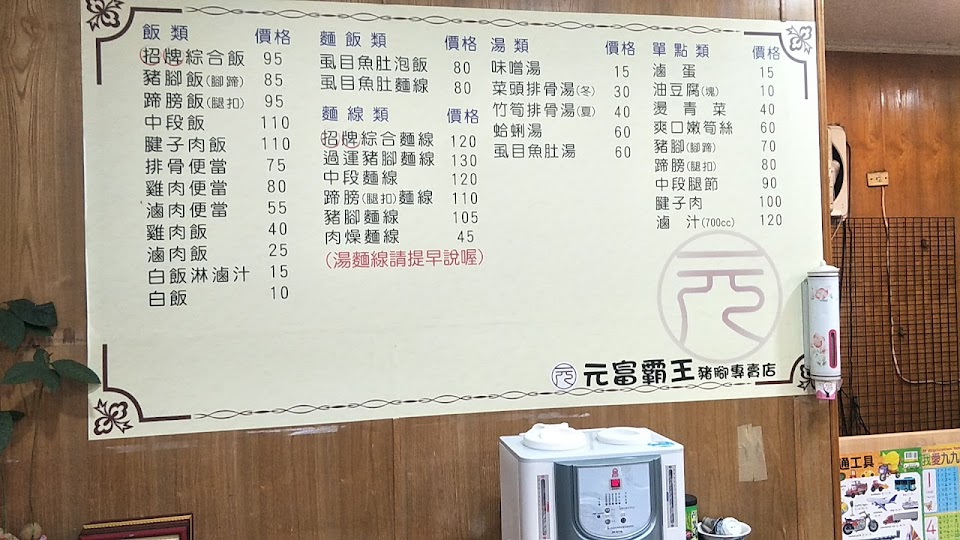 飯類 價格
招牌綜合飯 95
豬腳飯(腳蹄) 85
蹄膀飯(腿扣) 95
中段飯 110
腱子肉飯 110
排骨便當 75
雞肉便當 80
滷肉便當 55
雞肉飯 40
滷肉飯 25
白飯淋滷汁 15
白飯 10
麵飯類 價格
虱目魚肚泡飯 80
虱目魚肚麵線 80
麵線類 價格
招牌綜合麵線 120
過運豬腳麵線 130
中段麵線 120
蹄膀(腿扣)麵線 110
豬腳麵線 105
肉燥麵線 45
(湯麵線請提早說喔)
湯類 價格
味噌湯 15
菜頭排骨湯(冬) 30
竹筍排骨湯(夏) 40
蛤蜊湯 60
虱目魚肚湯 60
單點類 價格
滷蛋 15
油豆腐(塊) 10
燙青菜 40
爽口嫩筍絲 60
豬腳(腳蹄) 70
蹄膀(腿扣) 80
中段腿節 90
腱子肉 100
滷汁(700cc) 120
元
元 元富霸王豬腳專賣店
通工具
我愛九九
1
4